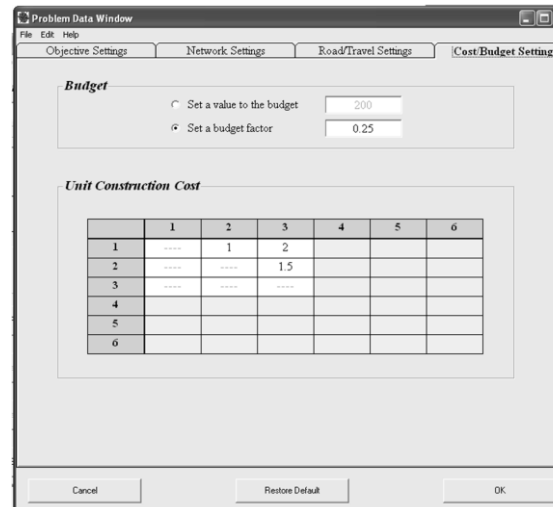 Problem Data Window
File Edit Help
Objective Settings Network Settings Road/Travel Settings Cost/Budget Setting
Budget
Set a value to the budget 200
Set a budget factor 0.25
Unit Construction Cost
1 2 3 4 5 6
1 ---- 1 2
2 ---- ---- 1.5
3 ---- ---- ----
4
5
6
Cancel Restore Default OK